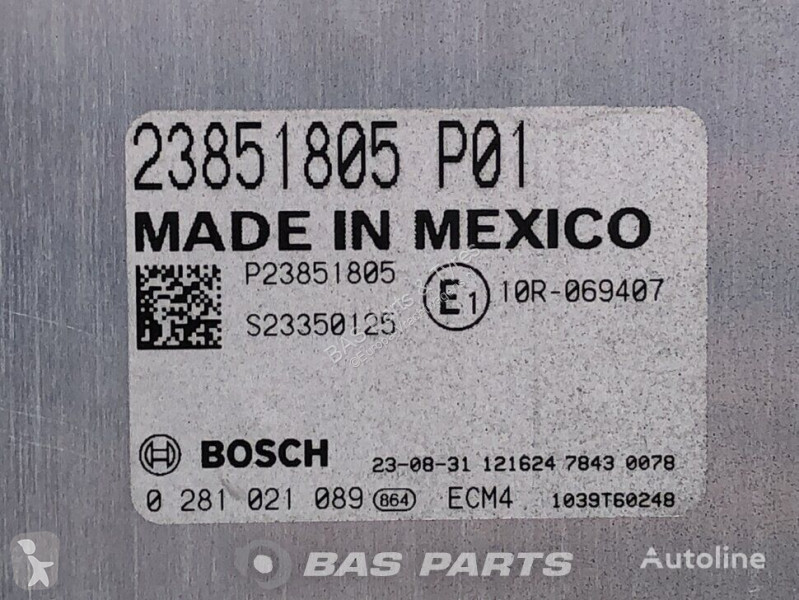 23851805 P01
MADE IN MEXICO
P23851805
E1 10R-069407
S23350125
BOSCH 23-08-31 121624 7843 0078
0 281 021 089 864 ECM4 1039T60248
BAS PARTS
Autoline